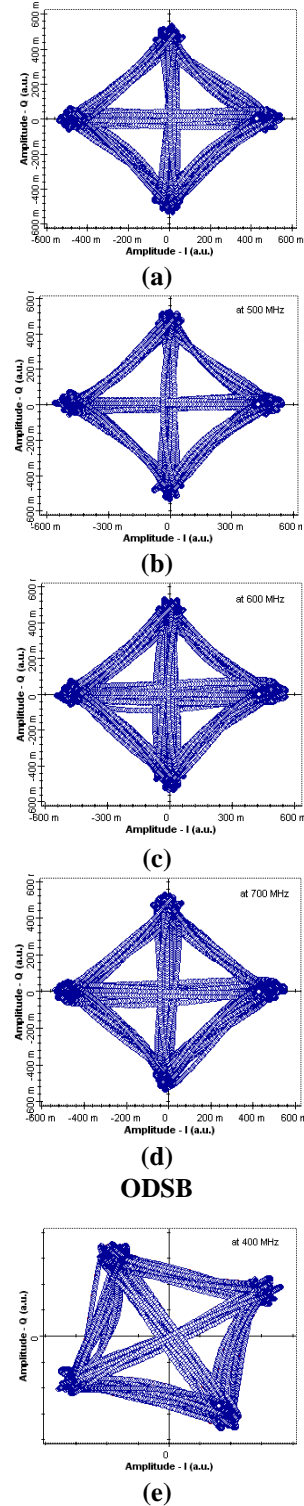 600 m
400 m
200 m
0
-200 m
-400 m
-600 m
Amplitude - Q (a.u.)
-600 m -400 m -200 m 0 200 m 400 m 600 m
Amplitude - I (a.u.)
(a)
at 500 MHz
600 r
400 m
200 m
0
-200 m
-400 m
-600 m
Amplitude - Q (a.u.)
-600 m -300 m 0 300 m 600 m
Amplitude - I (a.u.)
(b)
at 600 MHz
600 r
400 m
200 m
0
-200 m
-400 m
-600 m
Amplitude - Q (a.u.)
-600 m -300 m 0 300 m 600 m
Amplitude - I (a.u.)
(c)
at 700 MHz
600 r
400 m
200 m
0
-200 m
-400 m
-600 m
Amplitude - Q (a.u.)
-600 m -400 m -200 m 0 200 m 400 m 600 m
Amplitude - I (a.u.)
(d)
ODSB
at 400 MHz
0
Amplitude - Q (a.u.)
0
Amplitude - I (a.u.)
(e)